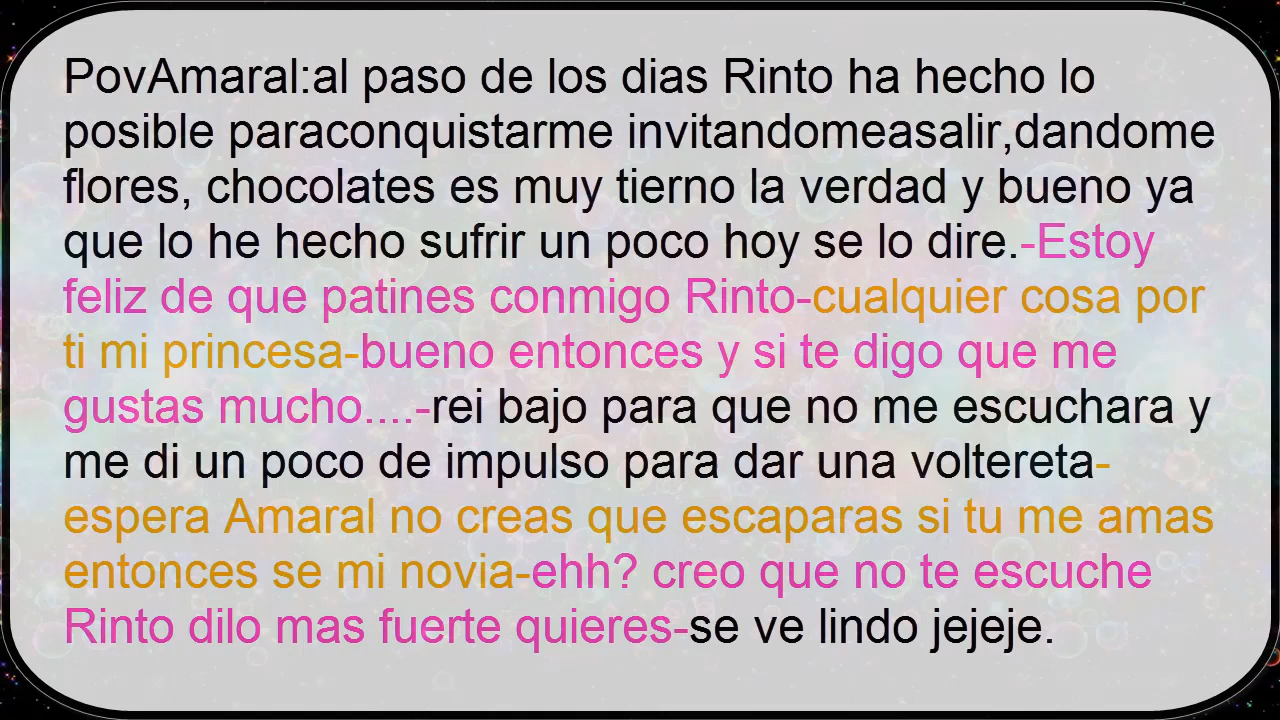 PovAmaral:al paso de los dias Rinto ha hecho lo
posible paraconquistarme invitandomeasalir,dandome
flores, chocolates es muy tierno la verdad y bueno ya
que lo he hecho sufrir un poco hoy se lo dire.-Estoy
feliz de que patines conmigo Rinto-cualquier cosa por
ti mi princesa-bueno entonces y si te digo que me
gustas mucho....-rei bajo para que no me escuchara y
me di un poco de impulso para dar una voltereta-
espera Amaral no creas que escaparas si tu me amas
entonces se mi novia-ehh? creo que no te escuche
Rinto dilo mas fuerte quieres-se ve lindo jejeje.